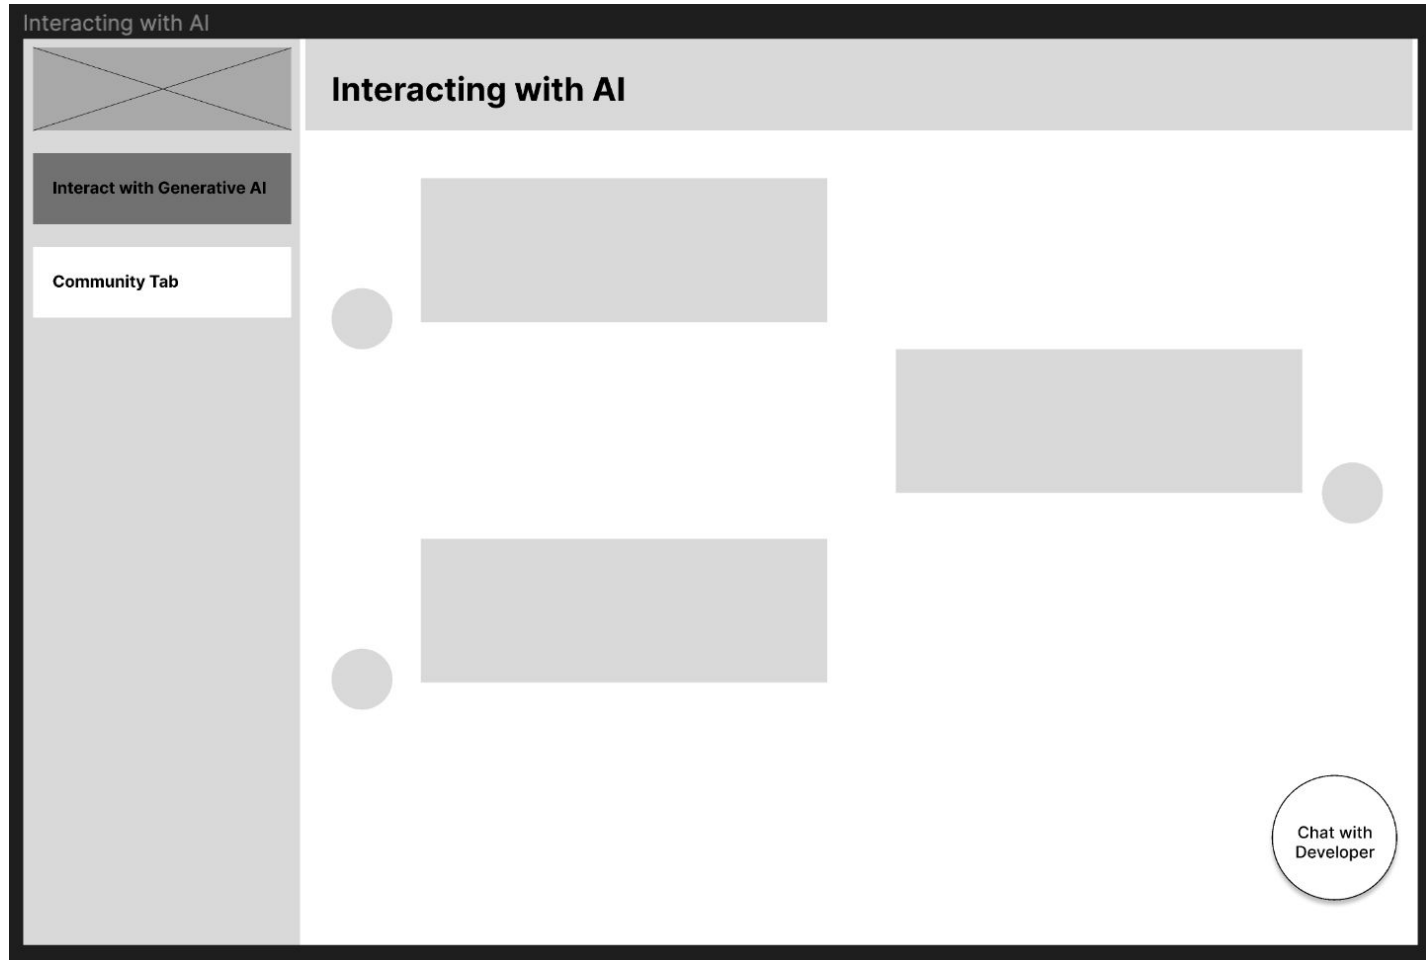 Interacting with AI
Interacting with AI
Interact with Generative AI
Community Tab
Chat with
Developer